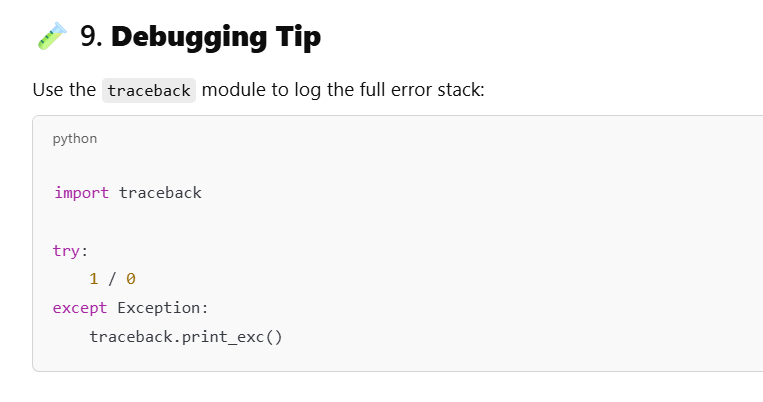 🧪 9. Debugging Tip
Use the traceback module to log the full error stack:
python
import traceback
try:
    1 / 0
except Exception:
    traceback.print_exc()